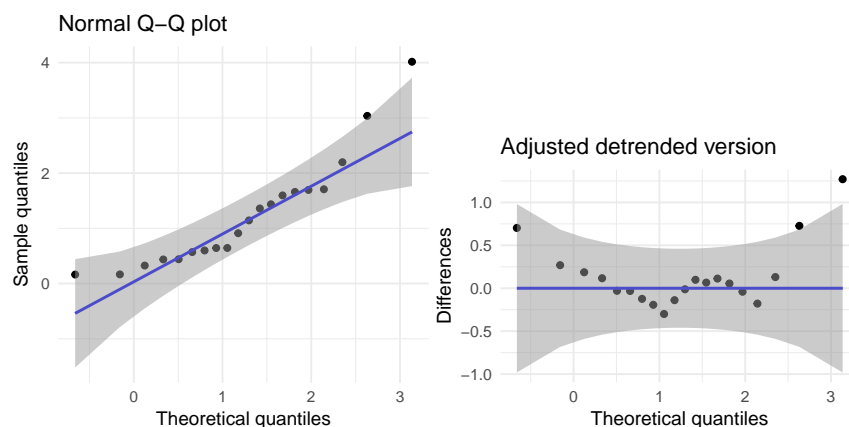 Normal Q−Q plot
Sample quantiles
4
2
0
0
1
2
3
Theoretical quantiles
Adjusted detrended version
Differences
1.0
0.5
0.0
−0.5
−1.0
0
1
2
3
Theoretical quantiles